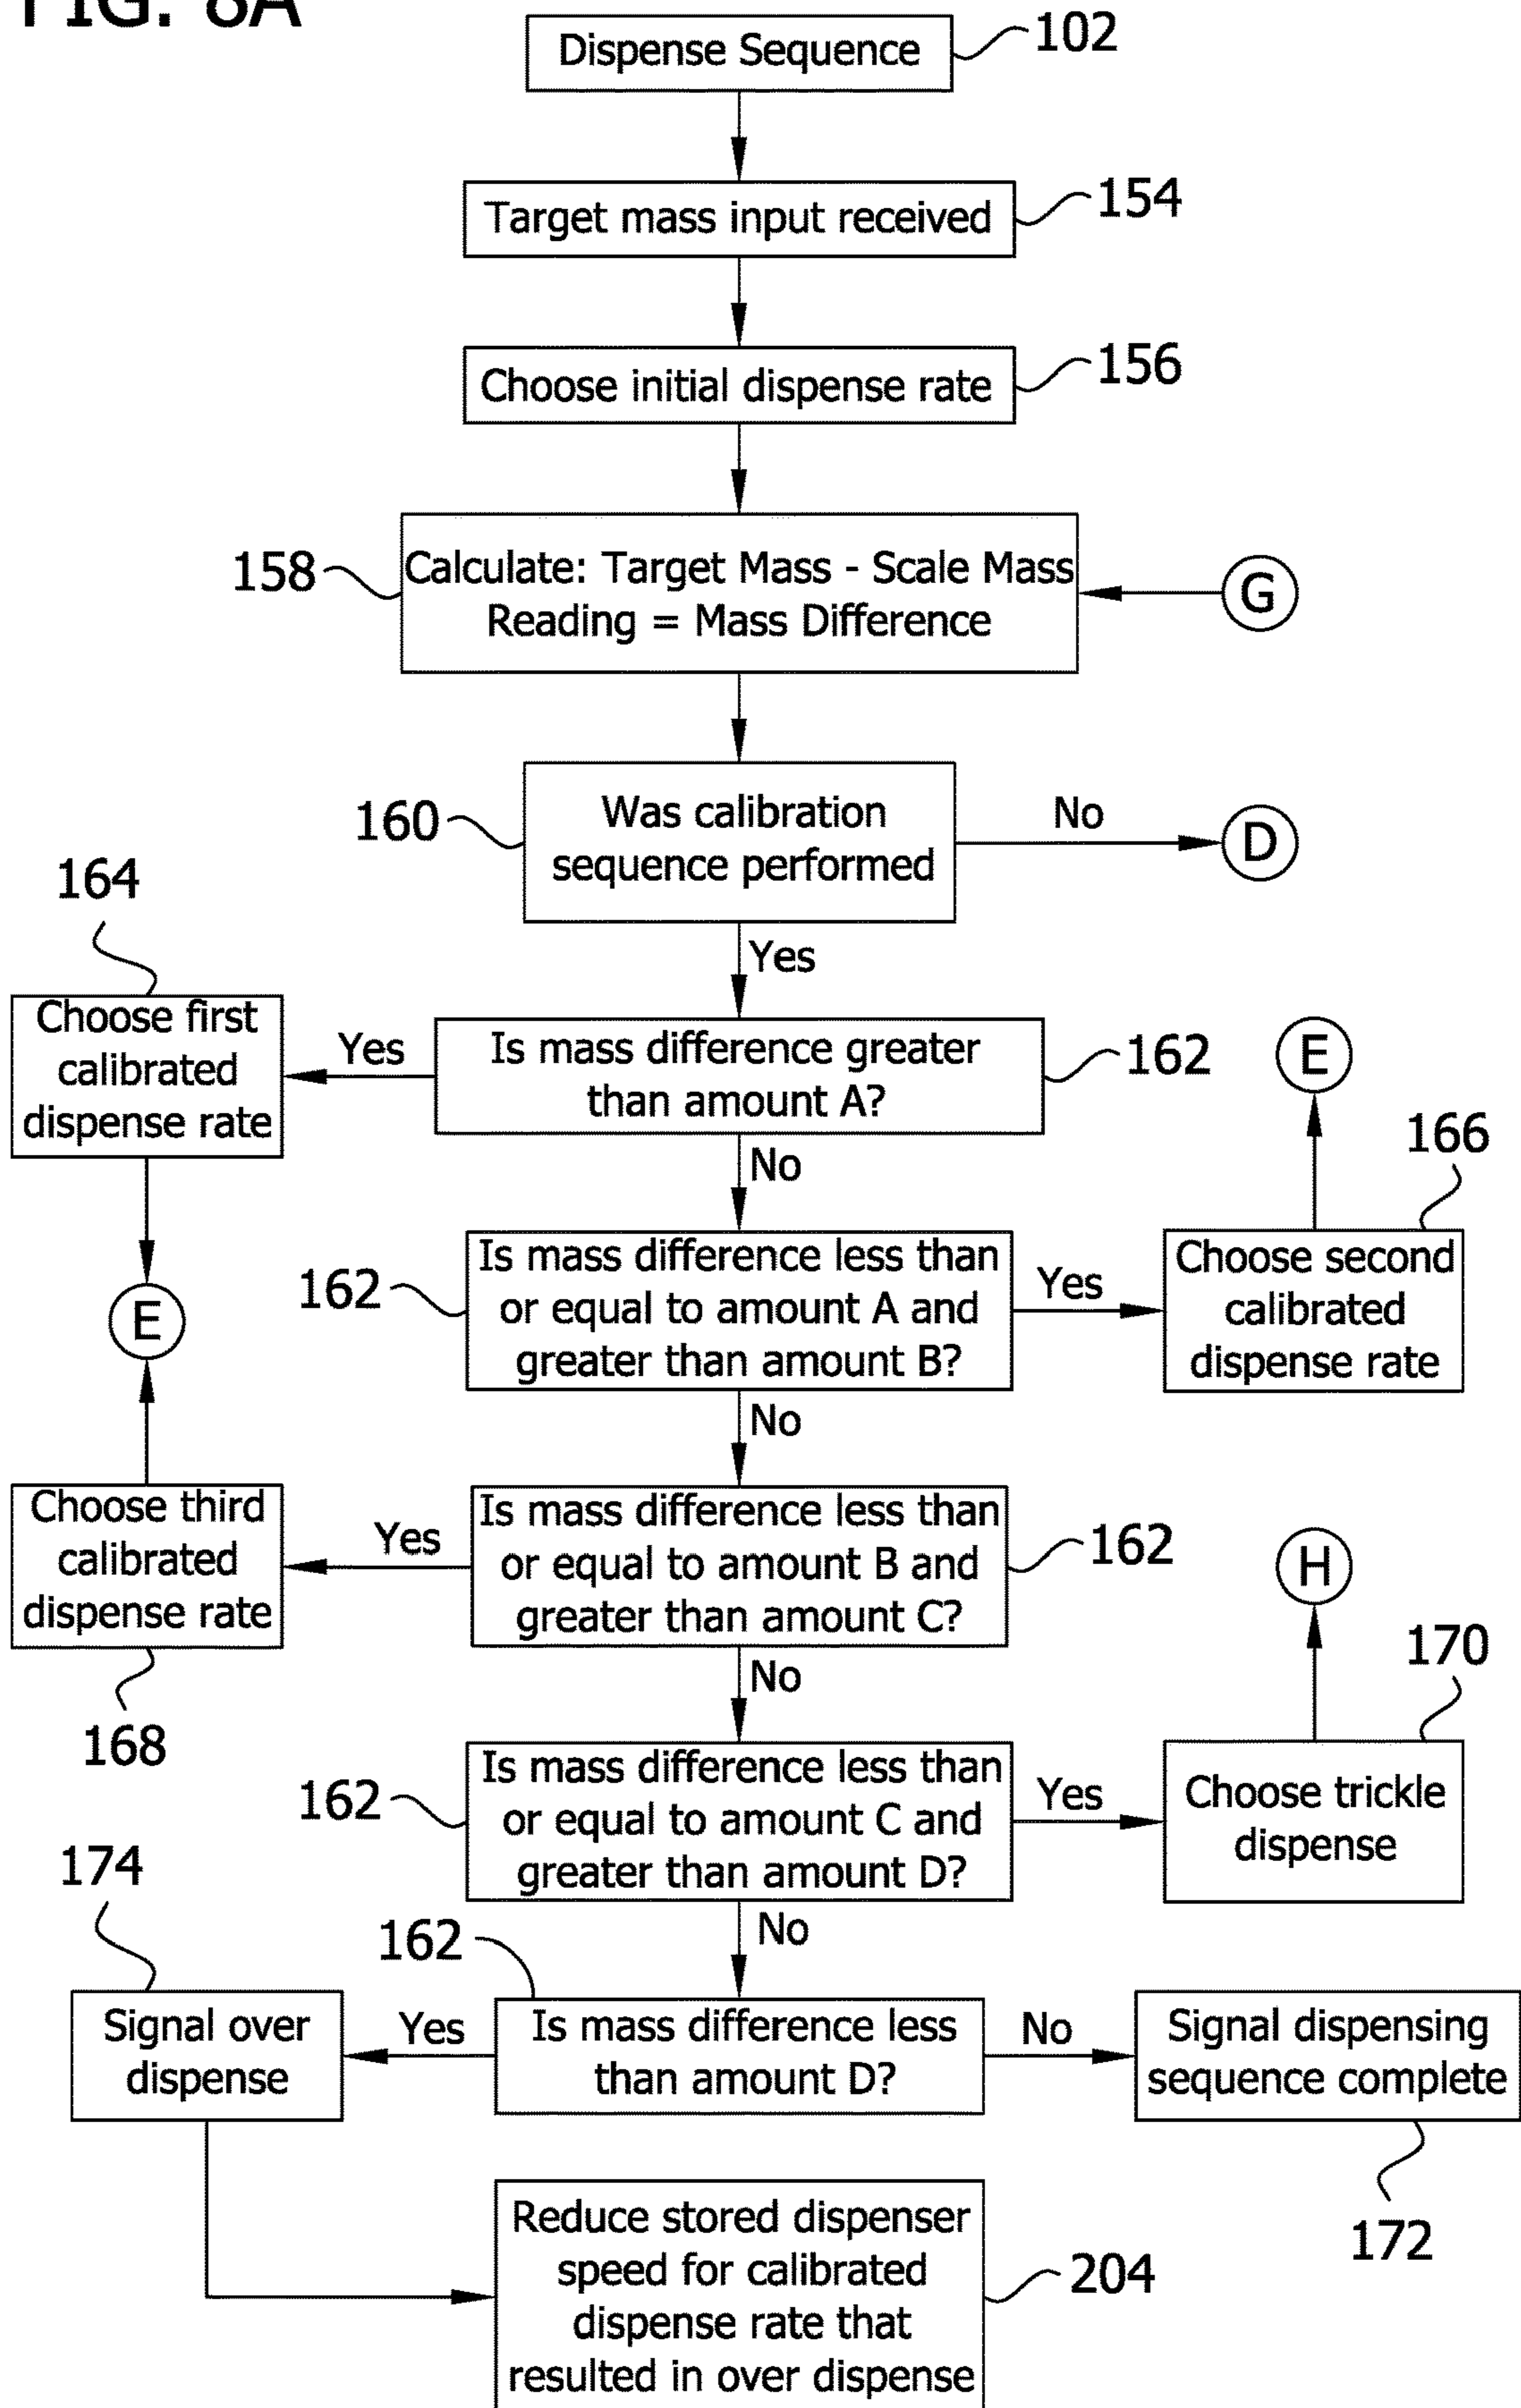 FIG. 8A
Dispense Sequence
102
Target mass input received
154
Choose initial dispense rate
156
158
Calculate: Target Mass - Scale Mass
Reading = Mass Difference
G
160
Was calibration
sequence performed
No
D
Yes
164
Choose first
calibrated
dispense rate
Yes
Is mass difference greater
than amount A?
162
E
No
166
E
162
Is mass difference less than
or equal to amount A and
greater than amount B?
Yes
Choose second
calibrated
dispense rate
No
Choose third
calibrated
dispense rate
Yes
Is mass difference less than
or equal to amount B and
greater than amount C?
162
H
168
No
170
162
Is mass difference less than
or equal to amount C and
greater than amount D?
Yes
Choose trickle
dispense
174
No
162
Signal over
dispense
Yes
Is mass difference less
than amount D?
No
Signal dispensing
sequence complete
172
Reduce stored dispenser
speed for calibrated
dispense rate that
resulted in over dispense
204